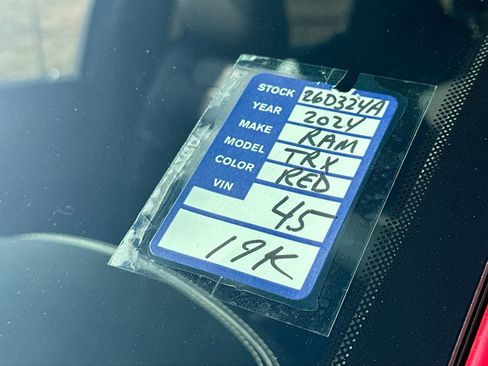 STOCK 26D324A
YEAR 2024
MAKE RAM
MODEL TRX
COLOR RED
VIN
45
19K